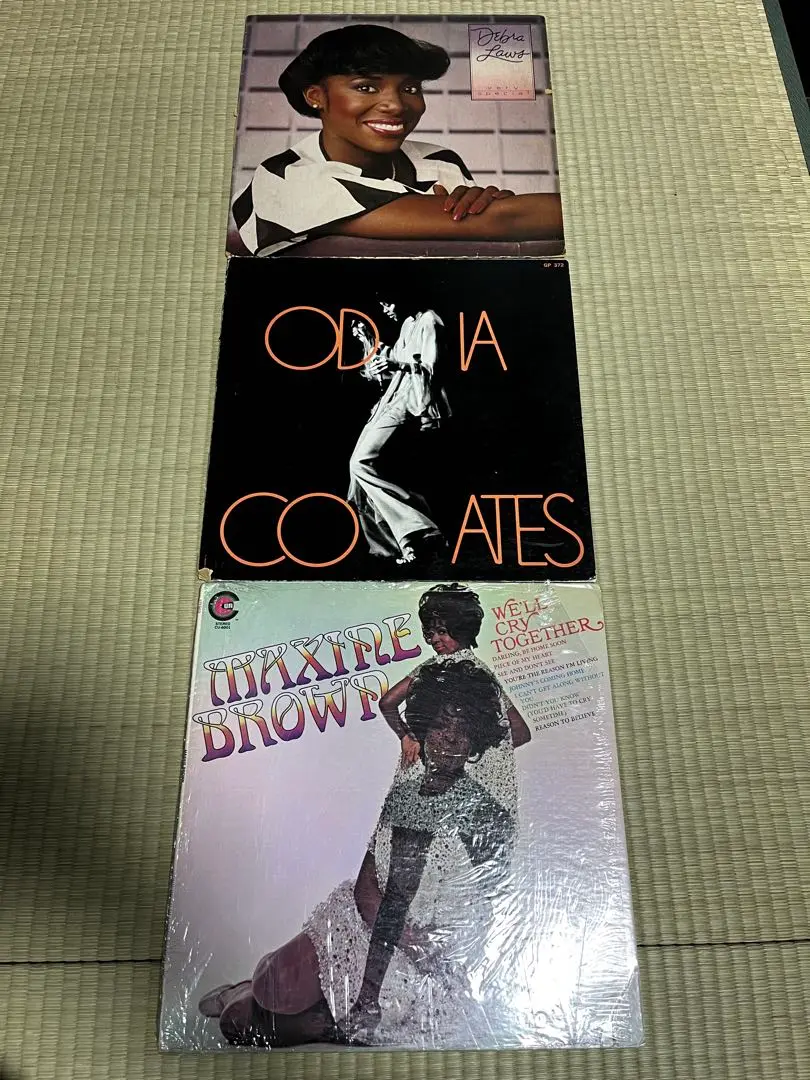 Debra
Laws
very
special
GP 372
ODIA
COATES
CUR
STEREO
CU-6001
MAXINE
BROWN
WE'LL
CRY
TOGETHER
DARLING, BE HOME SOON
PIECE OF MY HEART
SEE AND DON'T SEE
YOU'RE THE REASON I'M LIVING
JOHNNY'S COMING HOME
I CAN'T GET ALONG WITHOUT
YOU
DIDN'T YOU KNOW
(YOU'D HAVE TO CRY
SOMETIME)
REASON TO BELIEVE